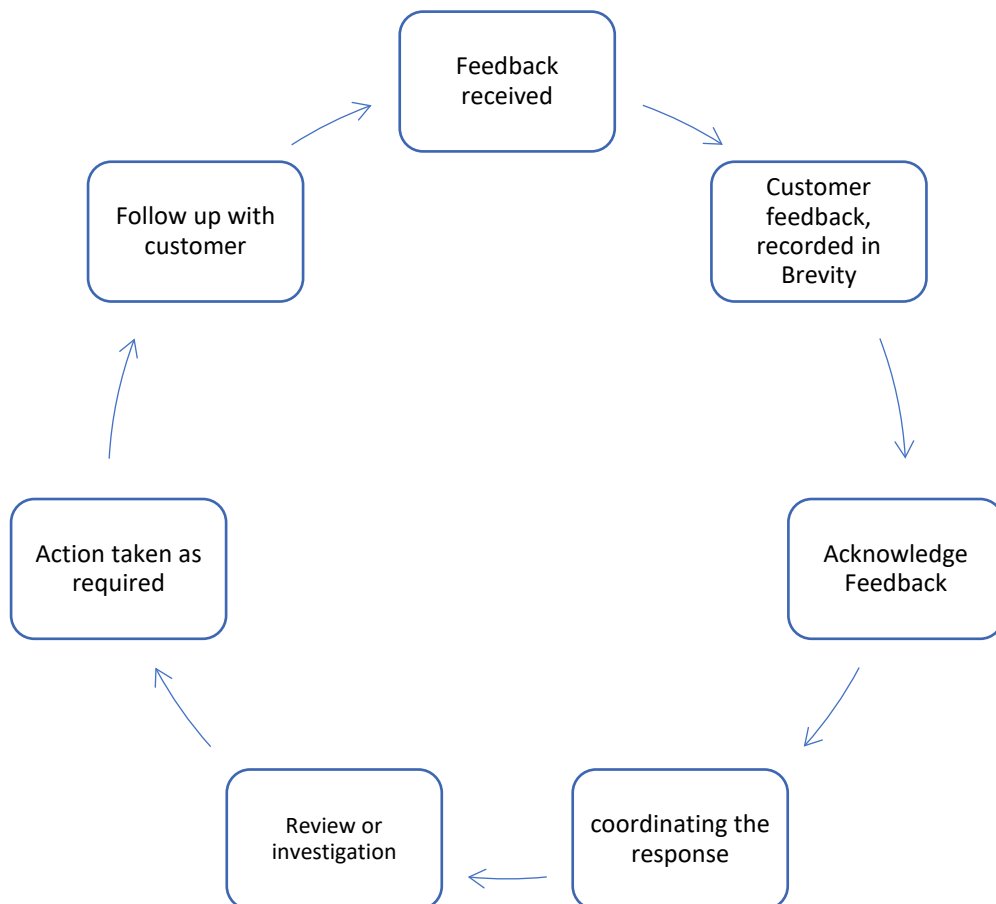 Feedback
received
Customer
feedback,
recorded in
Brevity
Acknowledge
Feedback
coordinating the
response
Review or
investigation
Action taken as
required
Follow up with
customer